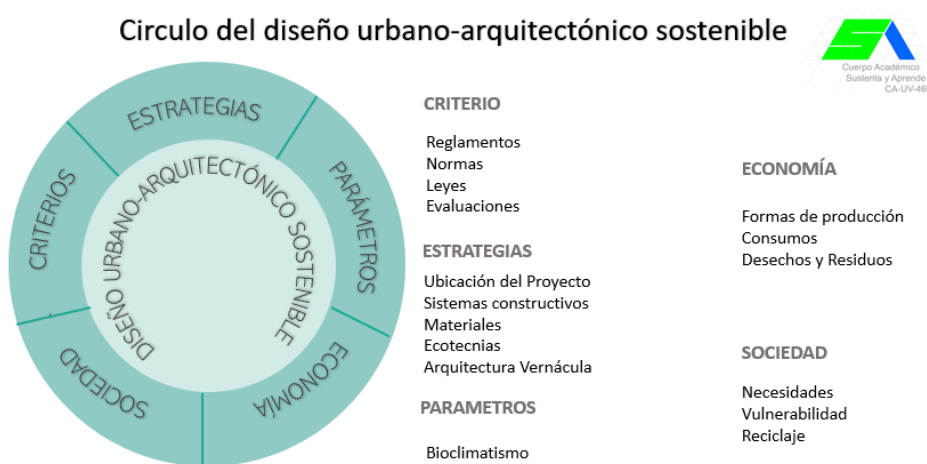 Circulo del diseño urbano-arquitectónico sostenible
Cuerpo Académico
Sustenta y Aprende
CA-UV-46
ESTRATEGIAS
PARÁMETROS
ECONOMÍA
SOCIEDAD
CRITERIOS
DISEÑO URBANO-ARQUITECTÓNICO SOSTENIBLE
CRITERIO
Reglamentos
Normas
Leyes
Evaluaciones
ESTRATEGIAS
Ubicación del Proyecto
Sistemas constructivos
Materiales
Ecotecnias
Arquitectura Vernácula
PARAMETROS
Bioclimatismo
ECONOMÍA
Formas de producción
Consumos
Desechos y Residuos
SOCIEDAD
Necesidades
Vulnerabilidad
Reciclaje